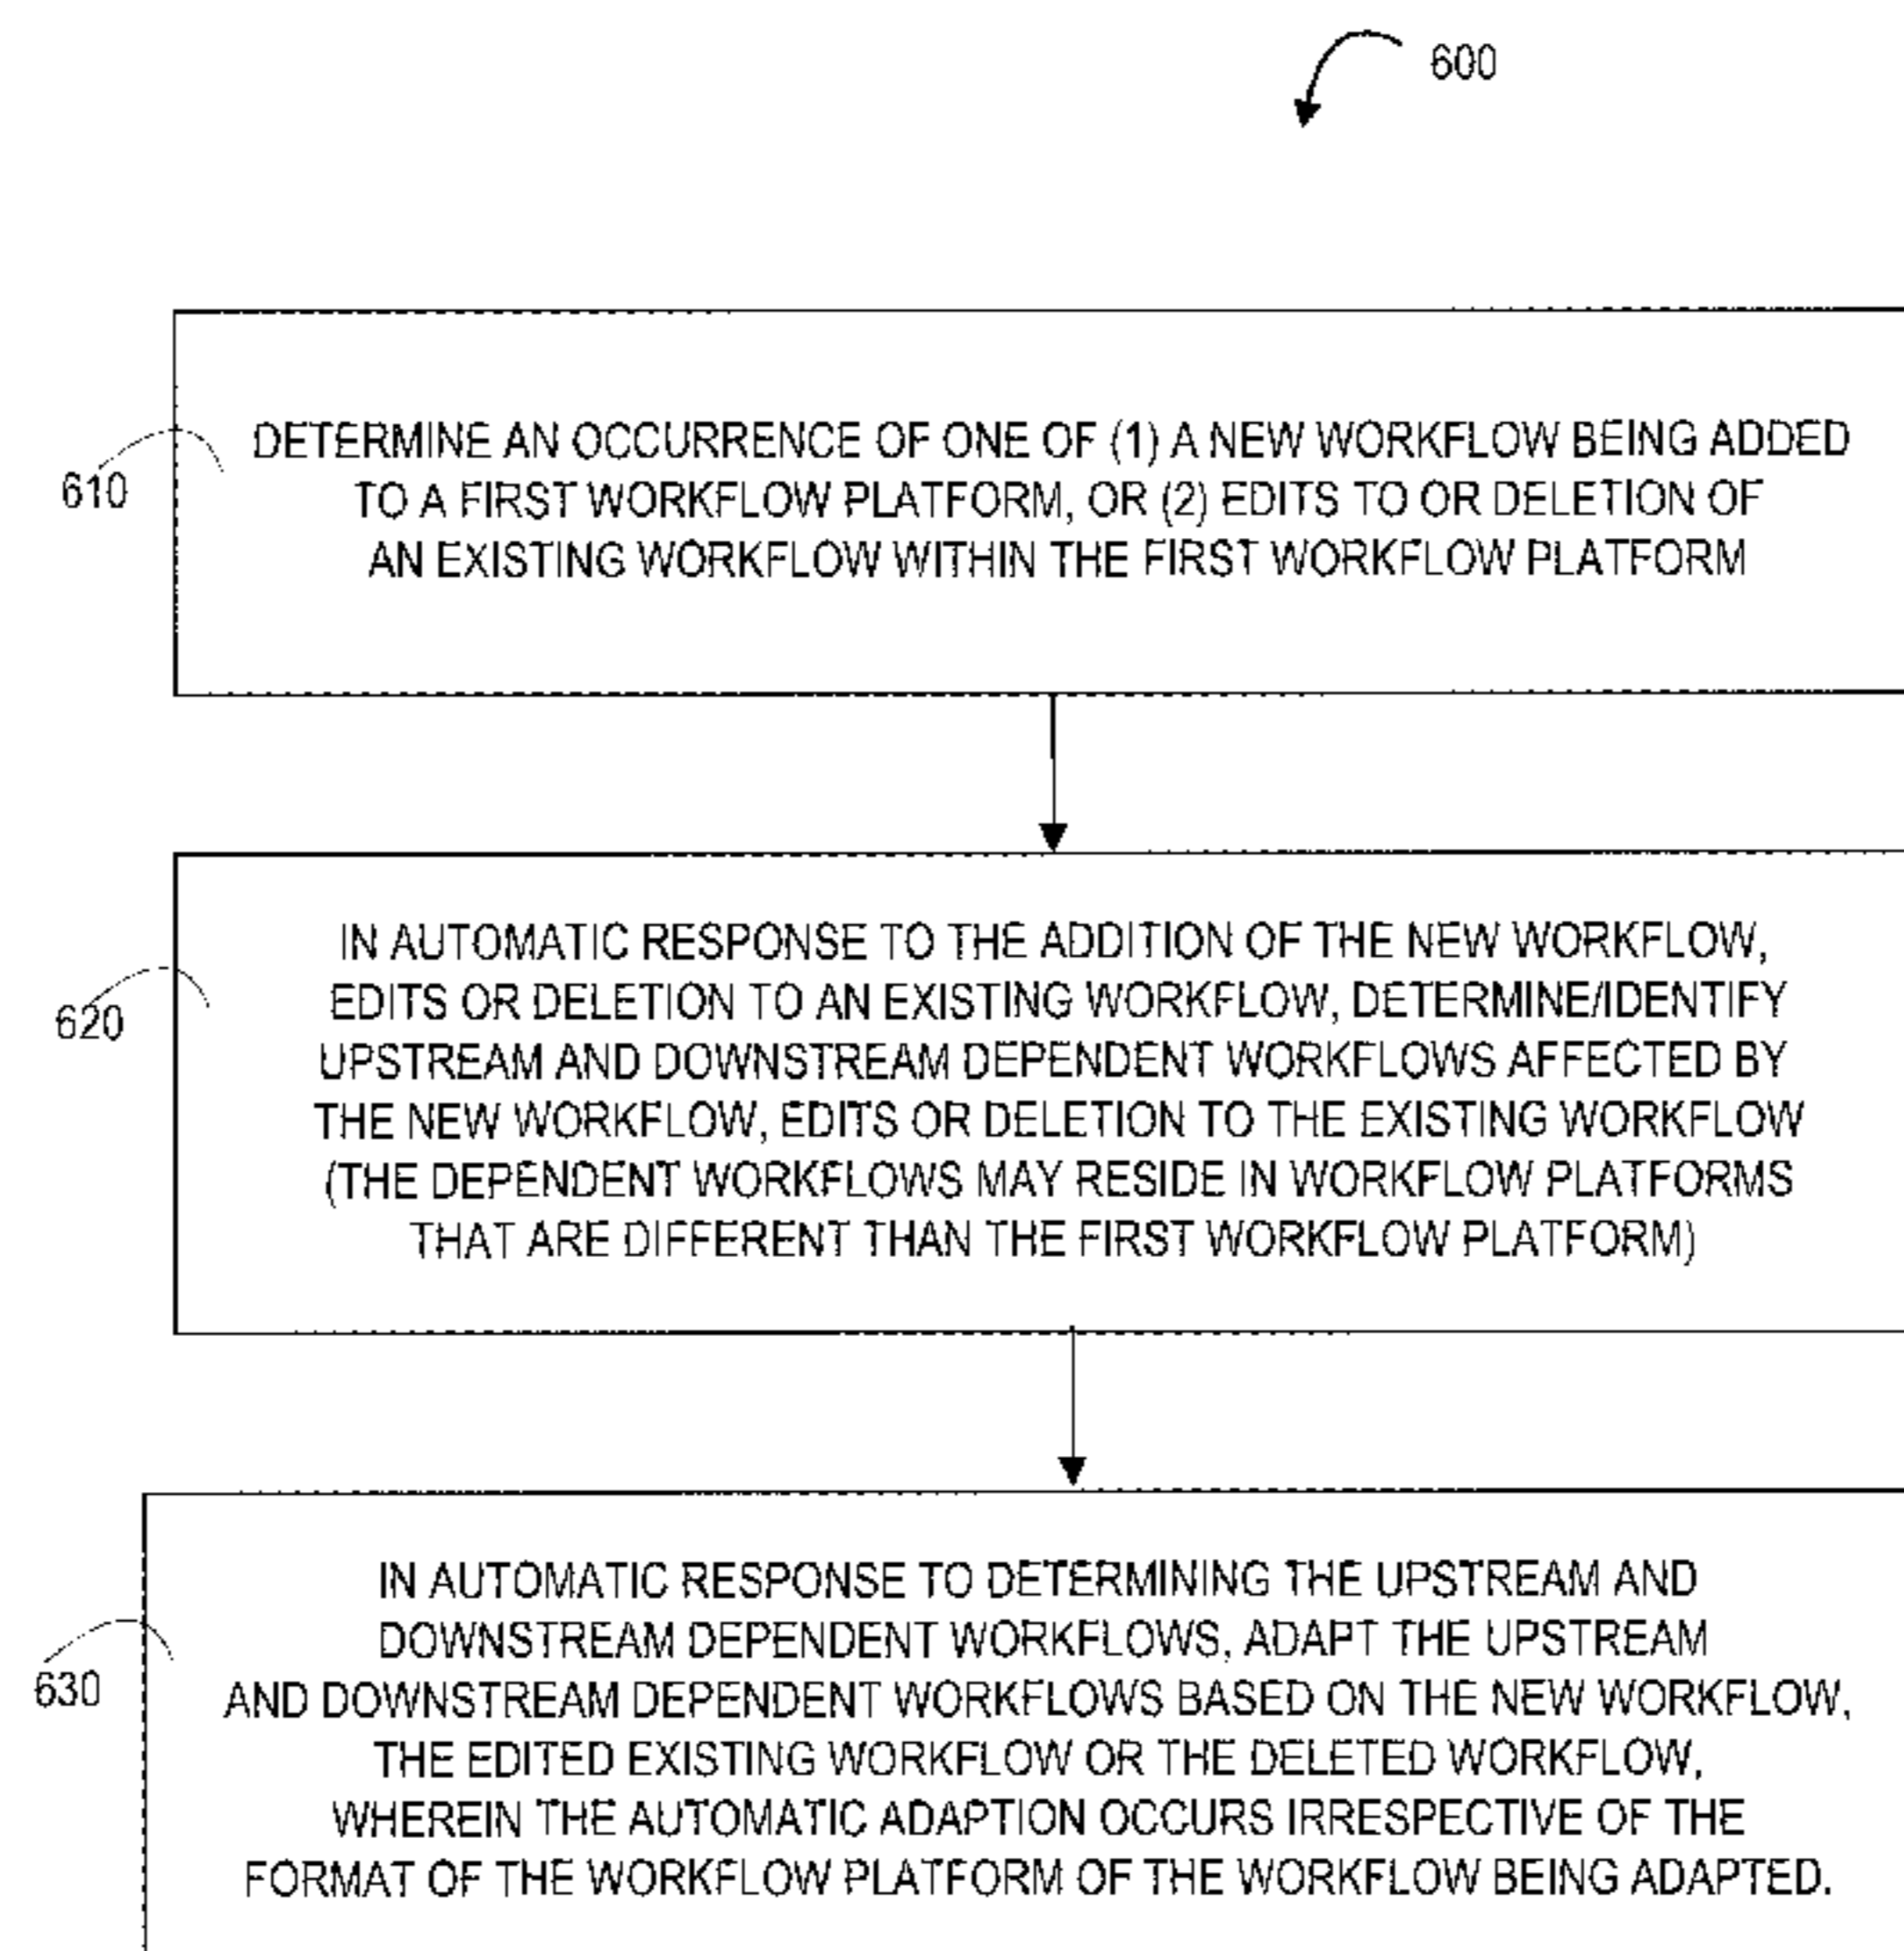 600
610
DETERMINE AN OCCURRENCE OF ONE OF (1) A NEW WORKFLOW BEING ADDED
TO A FIRST WORKFLOW PLATFORM, OR (2) EDITS TO OR DELETION OF
AN EXISTING WORKFLOW WITHIN THE FIRST WORKFLOW PLATFORM
620
IN AUTOMATIC RESPONSE TO THE ADDITION OF THE NEW WORKFLOW,
EDITS OR DELETION TO AN EXISTING WORKFLOW, DETERMINE/IDENTIFY
UPSTREAM AND DOWNSTREAM DEPENDENT WORKFLOWS AFFECTED BY
THE NEW WORKFLOW, EDITS OR DELETION TO THE EXISTING WORKFLOW
(THE DEPENDENT WORKFLOWS MAY RESIDE IN WORKFLOW PLATFORMS
THAT ARE DIFFERENT THAN THE FIRST WORKFLOW PLATFORM)
630
IN AUTOMATIC RESPONSE TO DETERMINING THE UPSTREAM AND
DOWNSTREAM DEPENDENT WORKFLOWS, ADAPT THE UPSTREAM
AND DOWNSTREAM DEPENDENT WORKFLOWS BASED ON THE NEW WORKFLOW,
THE EDITED EXISTING WORKFLOW OR THE DELETED WORKFLOW,
WHEREIN THE AUTOMATIC ADAPTION OCCURS IRRESPECTIVE OF THE
FORMAT OF THE WORKFLOW PLATFORM OF THE WORKFLOW BEING ADAPTED.